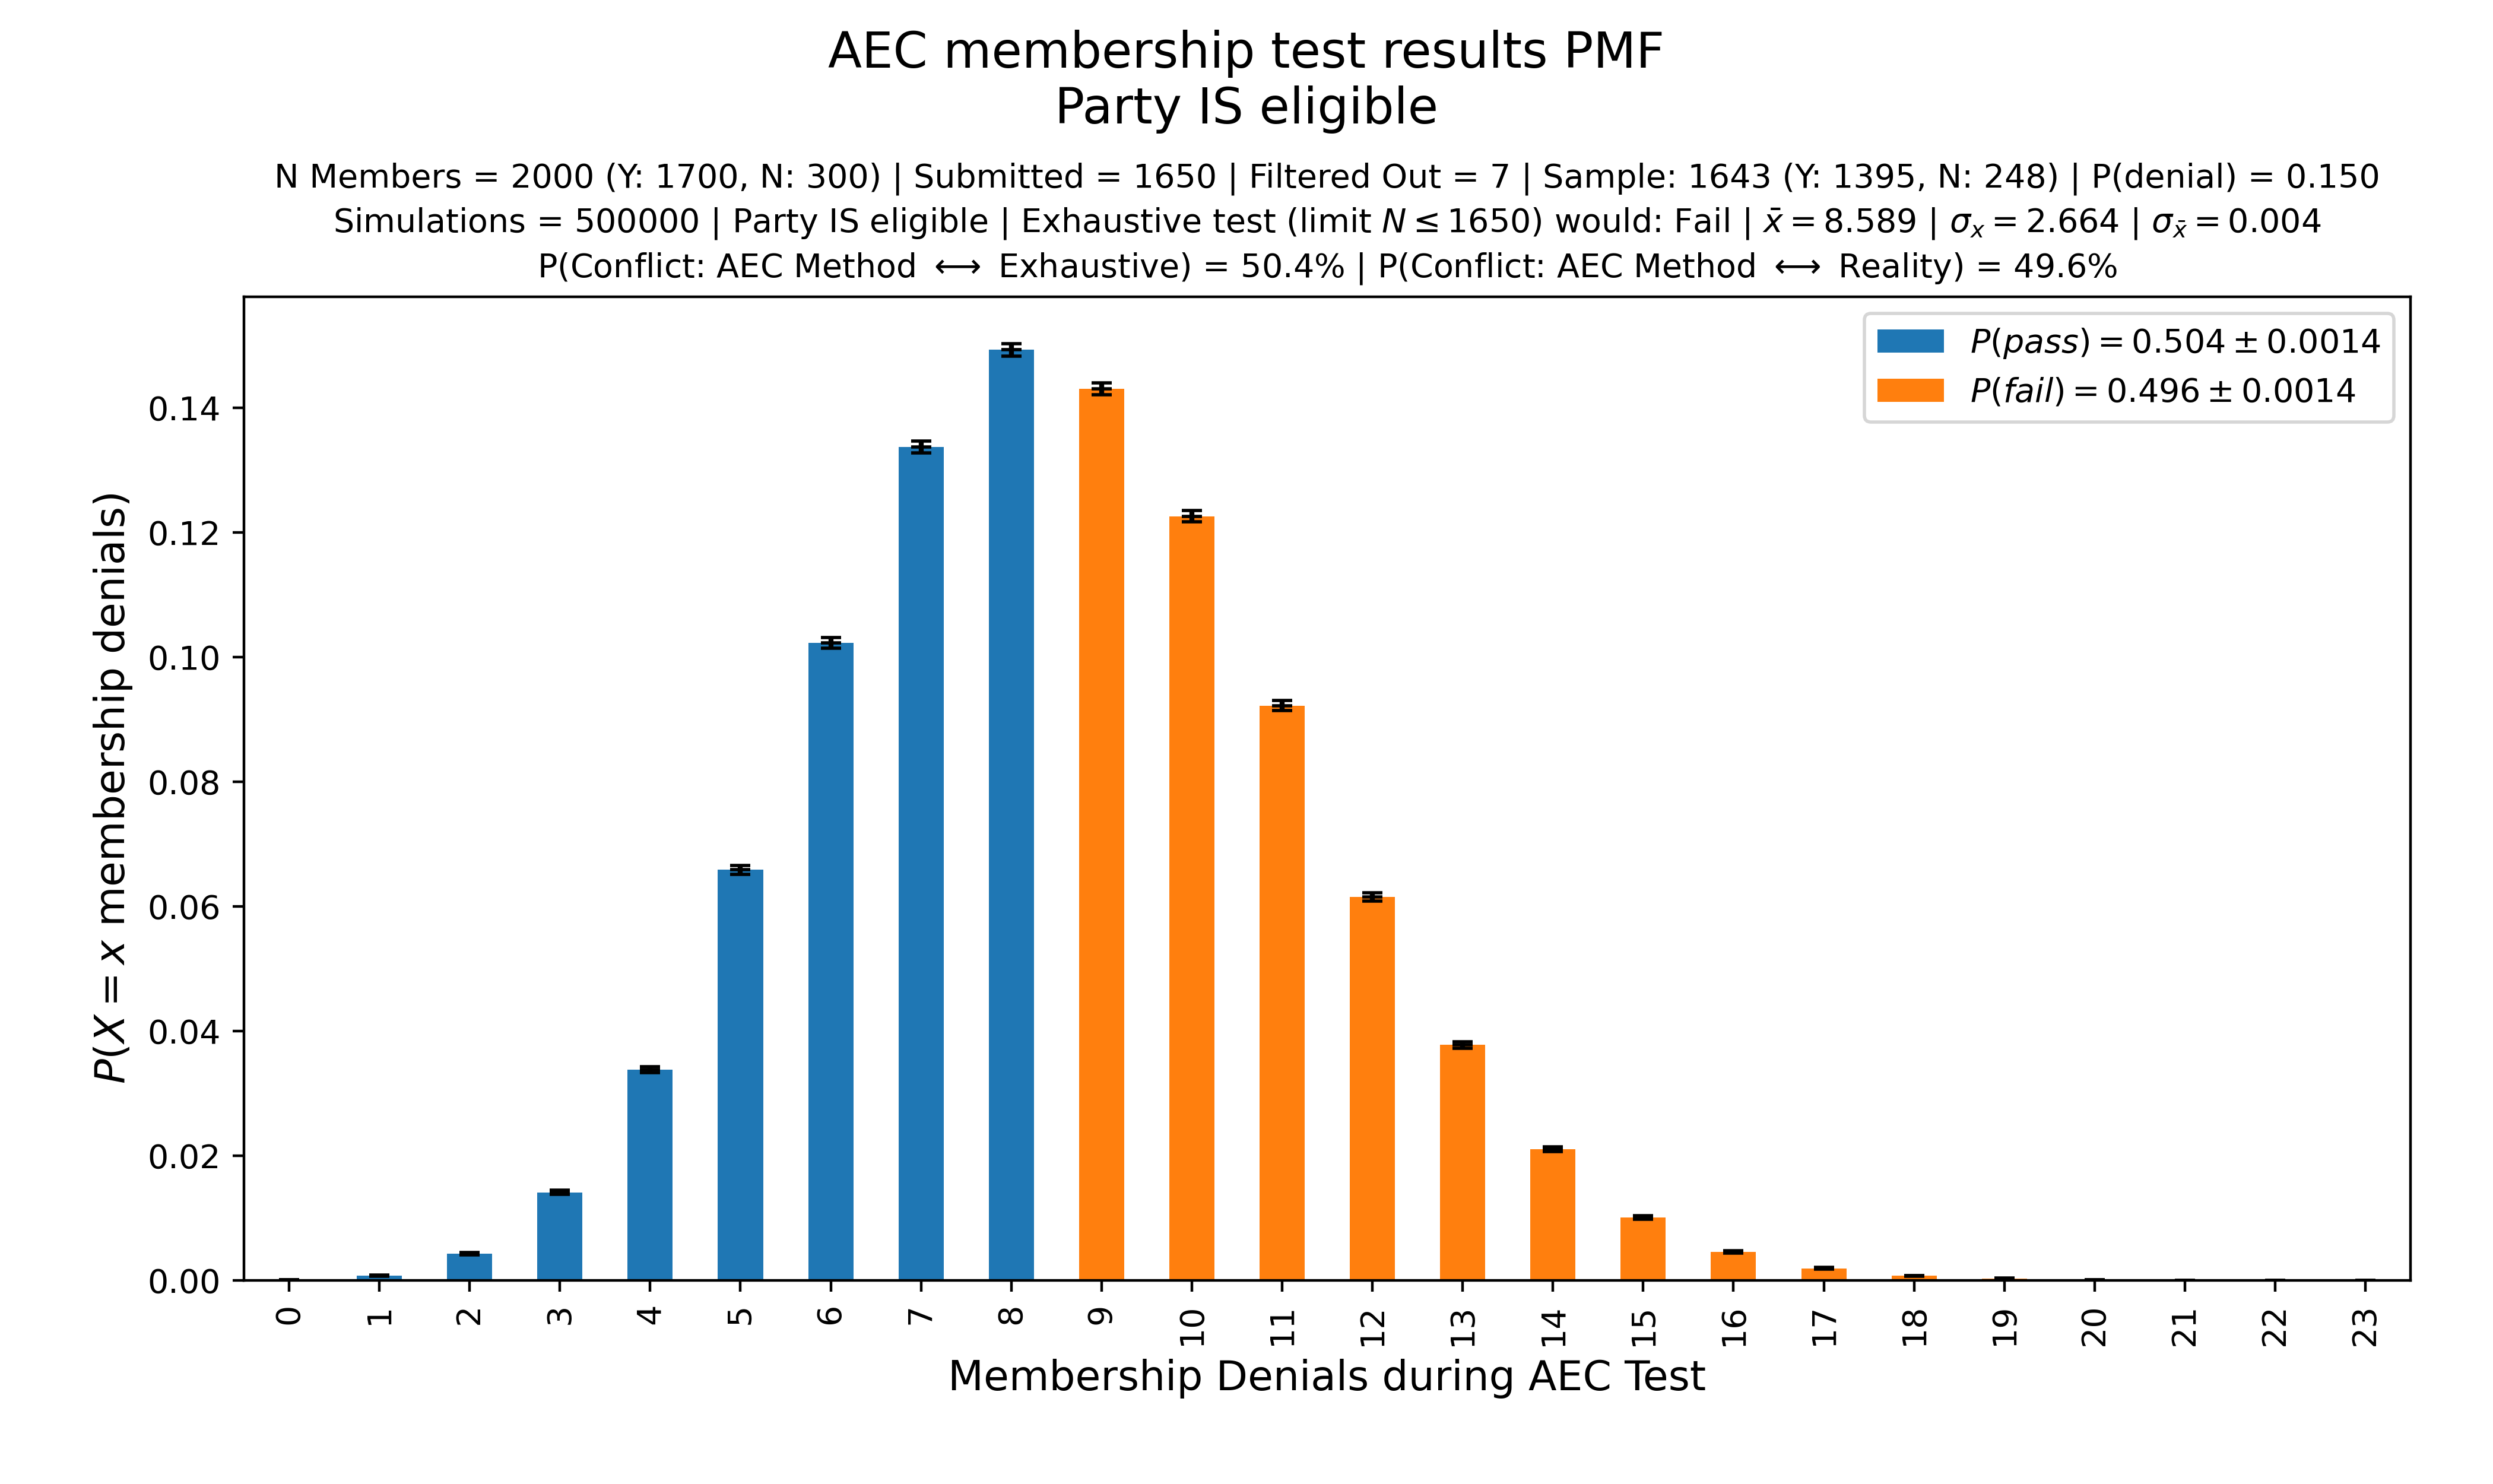 AEC membership test results PMF
Party IS eligible
N Members = 2000 (Y: 1700, N: 300) | Submitted = 1650 | Filtered Out = 7 | Sample: 1643 (Y: 1395, N: 248) | P(denial) = 0.150
Simulations = 500000 | Party IS eligible | Exhaustive test (limit N ≤ 1650) would: Fail | x̄ = 8.589 | σₓ = 2.664 | σ_x̄ = 0.004
P(Conflict: AEC Method ⟷ Exhaustive) = 50.4% | P(Conflict: AEC Method ⟷ Reality) = 49.6%
P(pass) = 0.504 ± 0.0014
P(fail) = 0.496 ± 0.0014
P(X = x membership denials)
0.14
0.12
0.10
0.08
0.06
0.04
0.02
0.00
0 1 2 3 4 5 6 7 8 9 10 11 12 13 14 15 16 17 18 19 20 21 22 23
Membership Denials during AEC Test